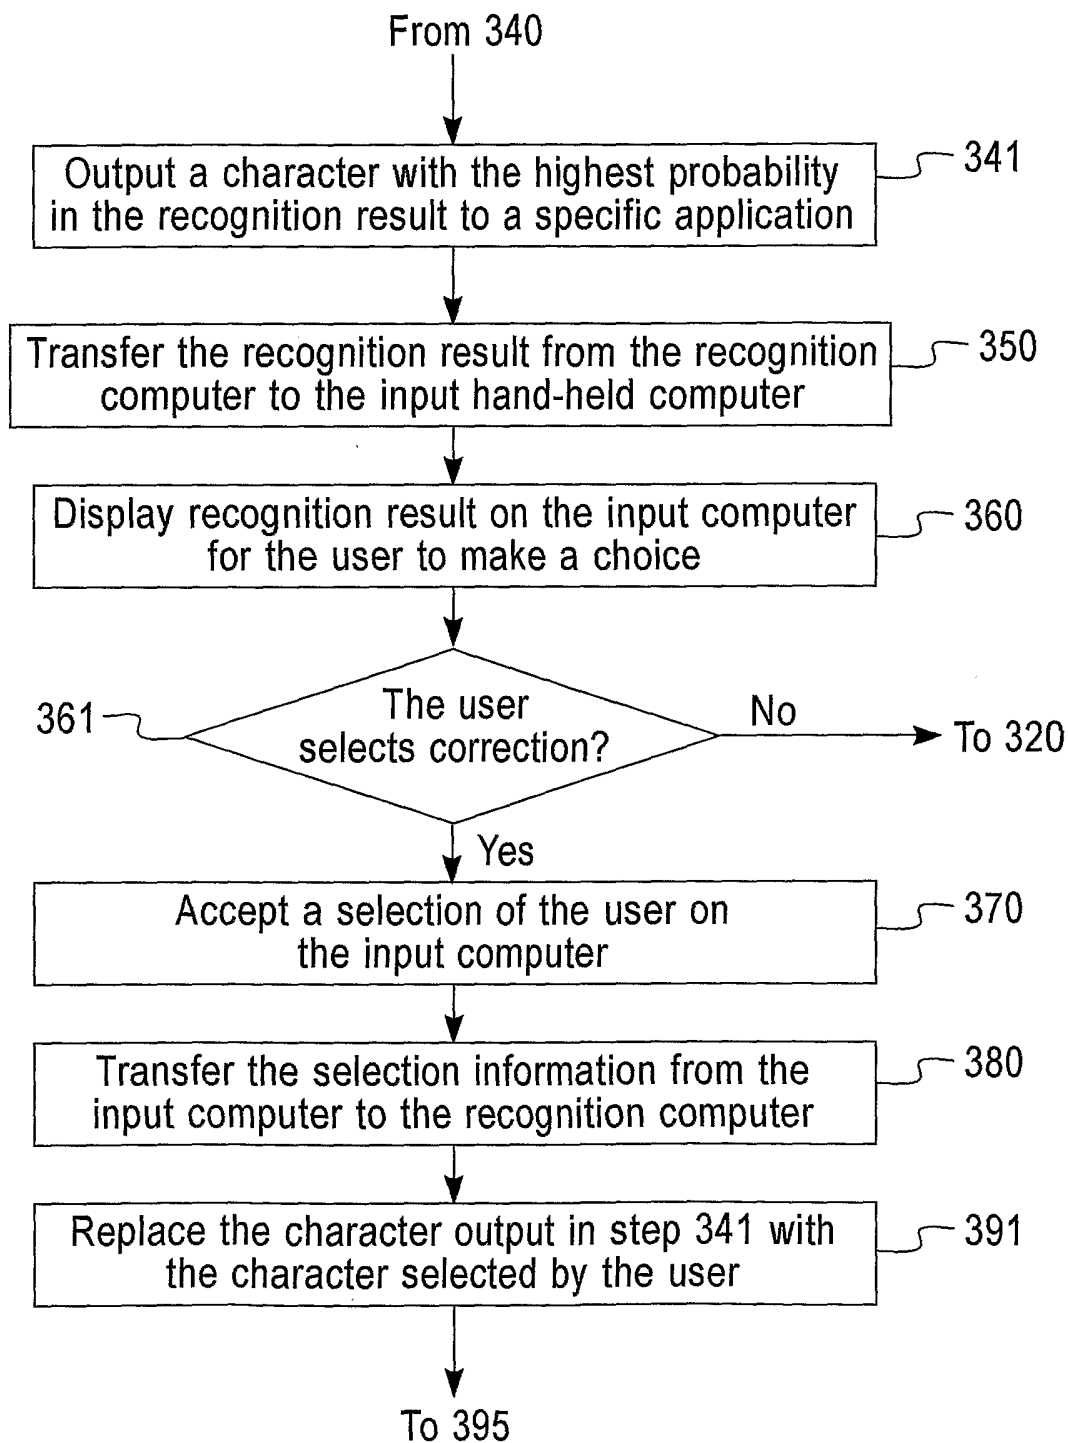 From 340
Output a character with the highest probability
in the recognition result to a specific application
341
Transfer the recognition result from the recognition
computer to the input hand-held computer
350
Display recognition result on the input computer
for the user to make a choice
360
361
The user
selects correction?
No
To 320
Yes
Accept a selection of the user on
the input computer
370
Transfer the selection information from the
input computer to the recognition computer
380
Replace the character output in step 341 with
the character selected by the user
391
To 395